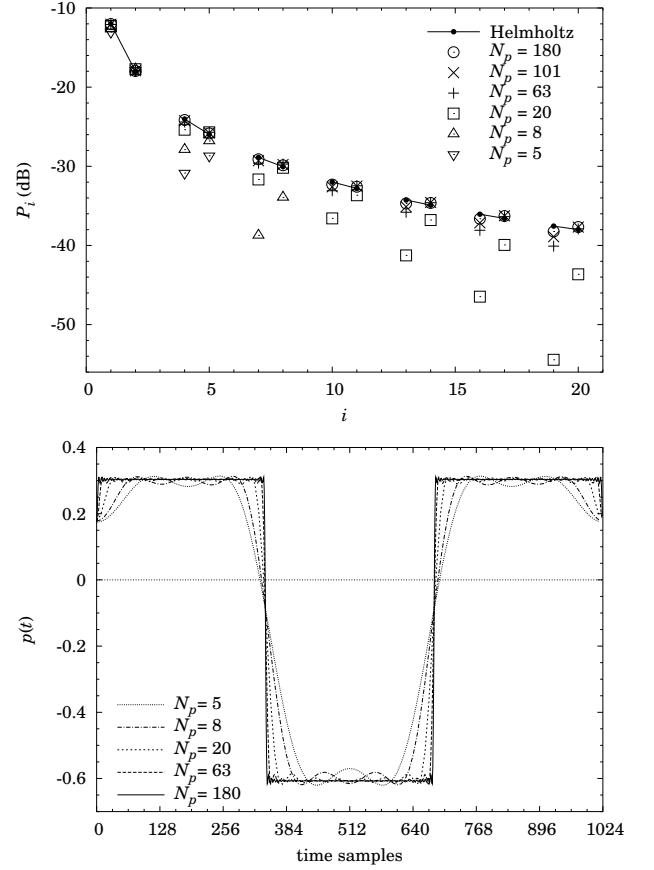 -10
-20
-30
-40
-50
0
5
10
15
20
P_i (dB)
i
Helmholtz
N_p = 180
N_p = 101
N_p = 63
N_p = 20
N_p = 8
N_p = 5
0.4
0.2
0
-0.2
-0.4
-0.6
p(t)
N_p = 5
N_p = 8
N_p = 20
N_p = 63
N_p = 180
0
128
256
384
512
640
768
896
1024
time samples